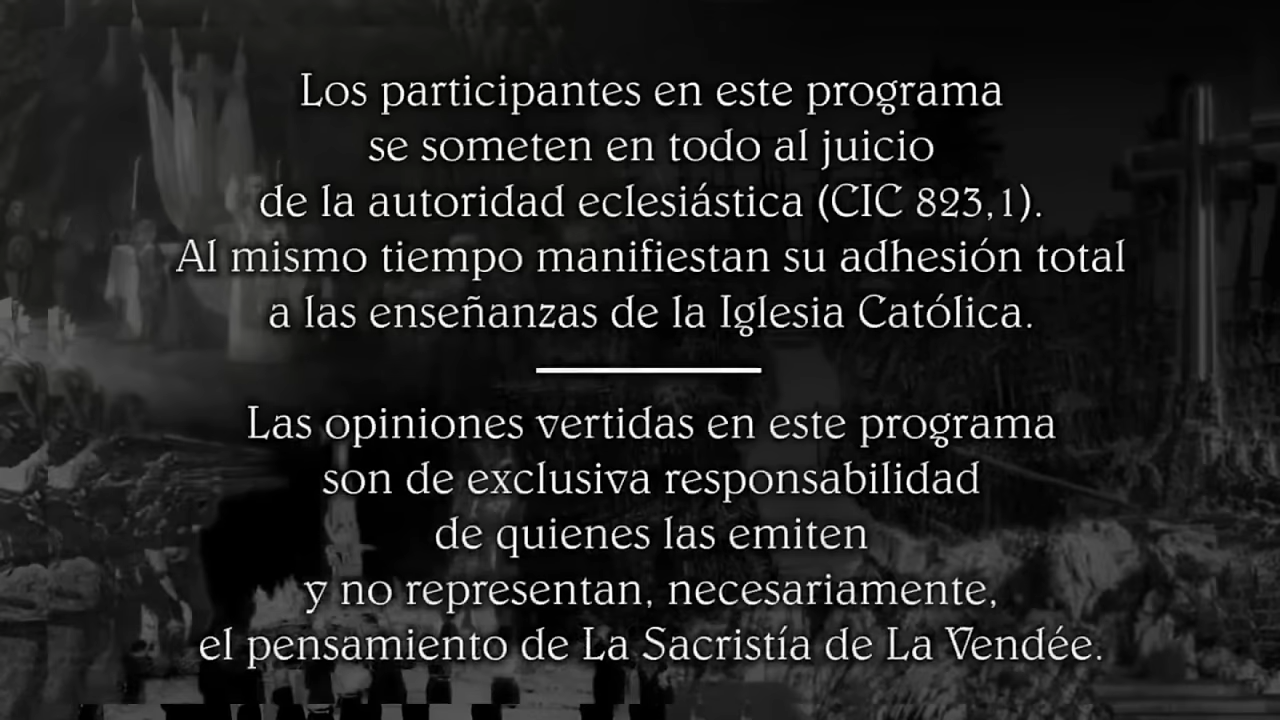 Los participantes en este programa
se someten en todo al juicio
de la autoridad eclesiástica (CIC 823,1).
Al mismo tiempo manifiestan su adhesión total
a las enseñanzas de la Iglesia Católica.
Las opiniones vertidas en este programa
son de exclusiva responsabilidad
de quienes las emiten
y no representan, necesariamente,
el pensamiento de La Sacristía de La Vendée.